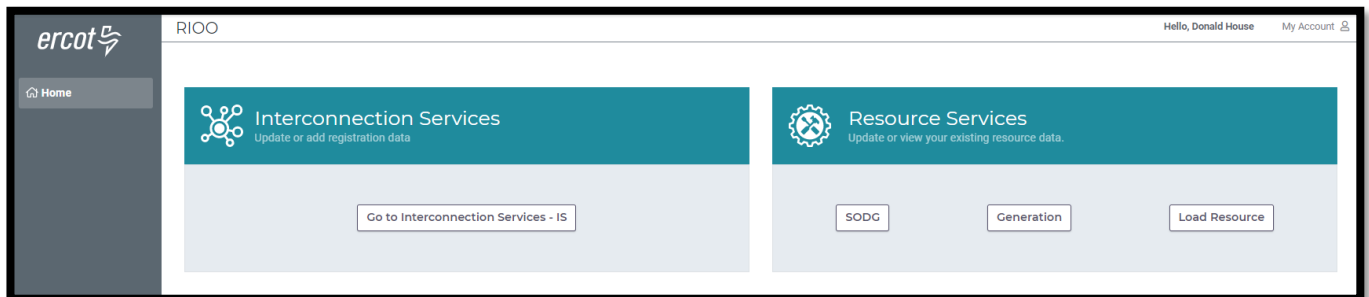 ercot
RIOO
Hello, Donald House
My Account
Home
Interconnection Services
Update or add registration data
Go to Interconnection Services - IS
Resource Services
Update or view your existing resource data.
SODG
Generation
Load Resource